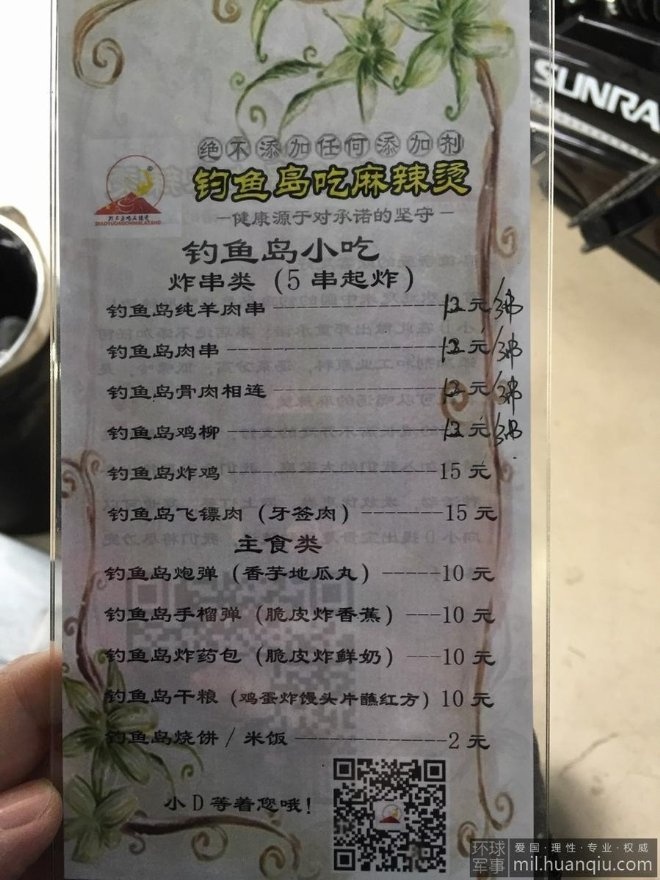 SUNRA
绝不添加任何添加剂
钓鱼岛吃麻辣烫
—健康源于对承诺的坚守—
钓鱼岛小吃
炸串类（5串起炸）
钓鱼岛纯羊肉串----------12元/5串
钓鱼岛肉串----------12元/5串
钓鱼岛骨肉相连----------12元/5串
钓鱼岛鸡柳----------12元/5串
钓鱼岛炸鸡----------15元
钓鱼岛飞镖肉（牙签肉）------15元
主食类
钓鱼岛炮弹（香芋地瓜丸）------10元
钓鱼岛手榴弹（脆皮炸香蕉）---10元
钓鱼岛炸药包（脆皮炸鲜奶）---10元
钓鱼岛干粮（鸡蛋炸馒头片蘸红方）10元
钓鱼岛烧饼/米饭-------------2元
小D等着您哦！
环球军事
爱国·理性·专业·权威
mil.huanqiu.com